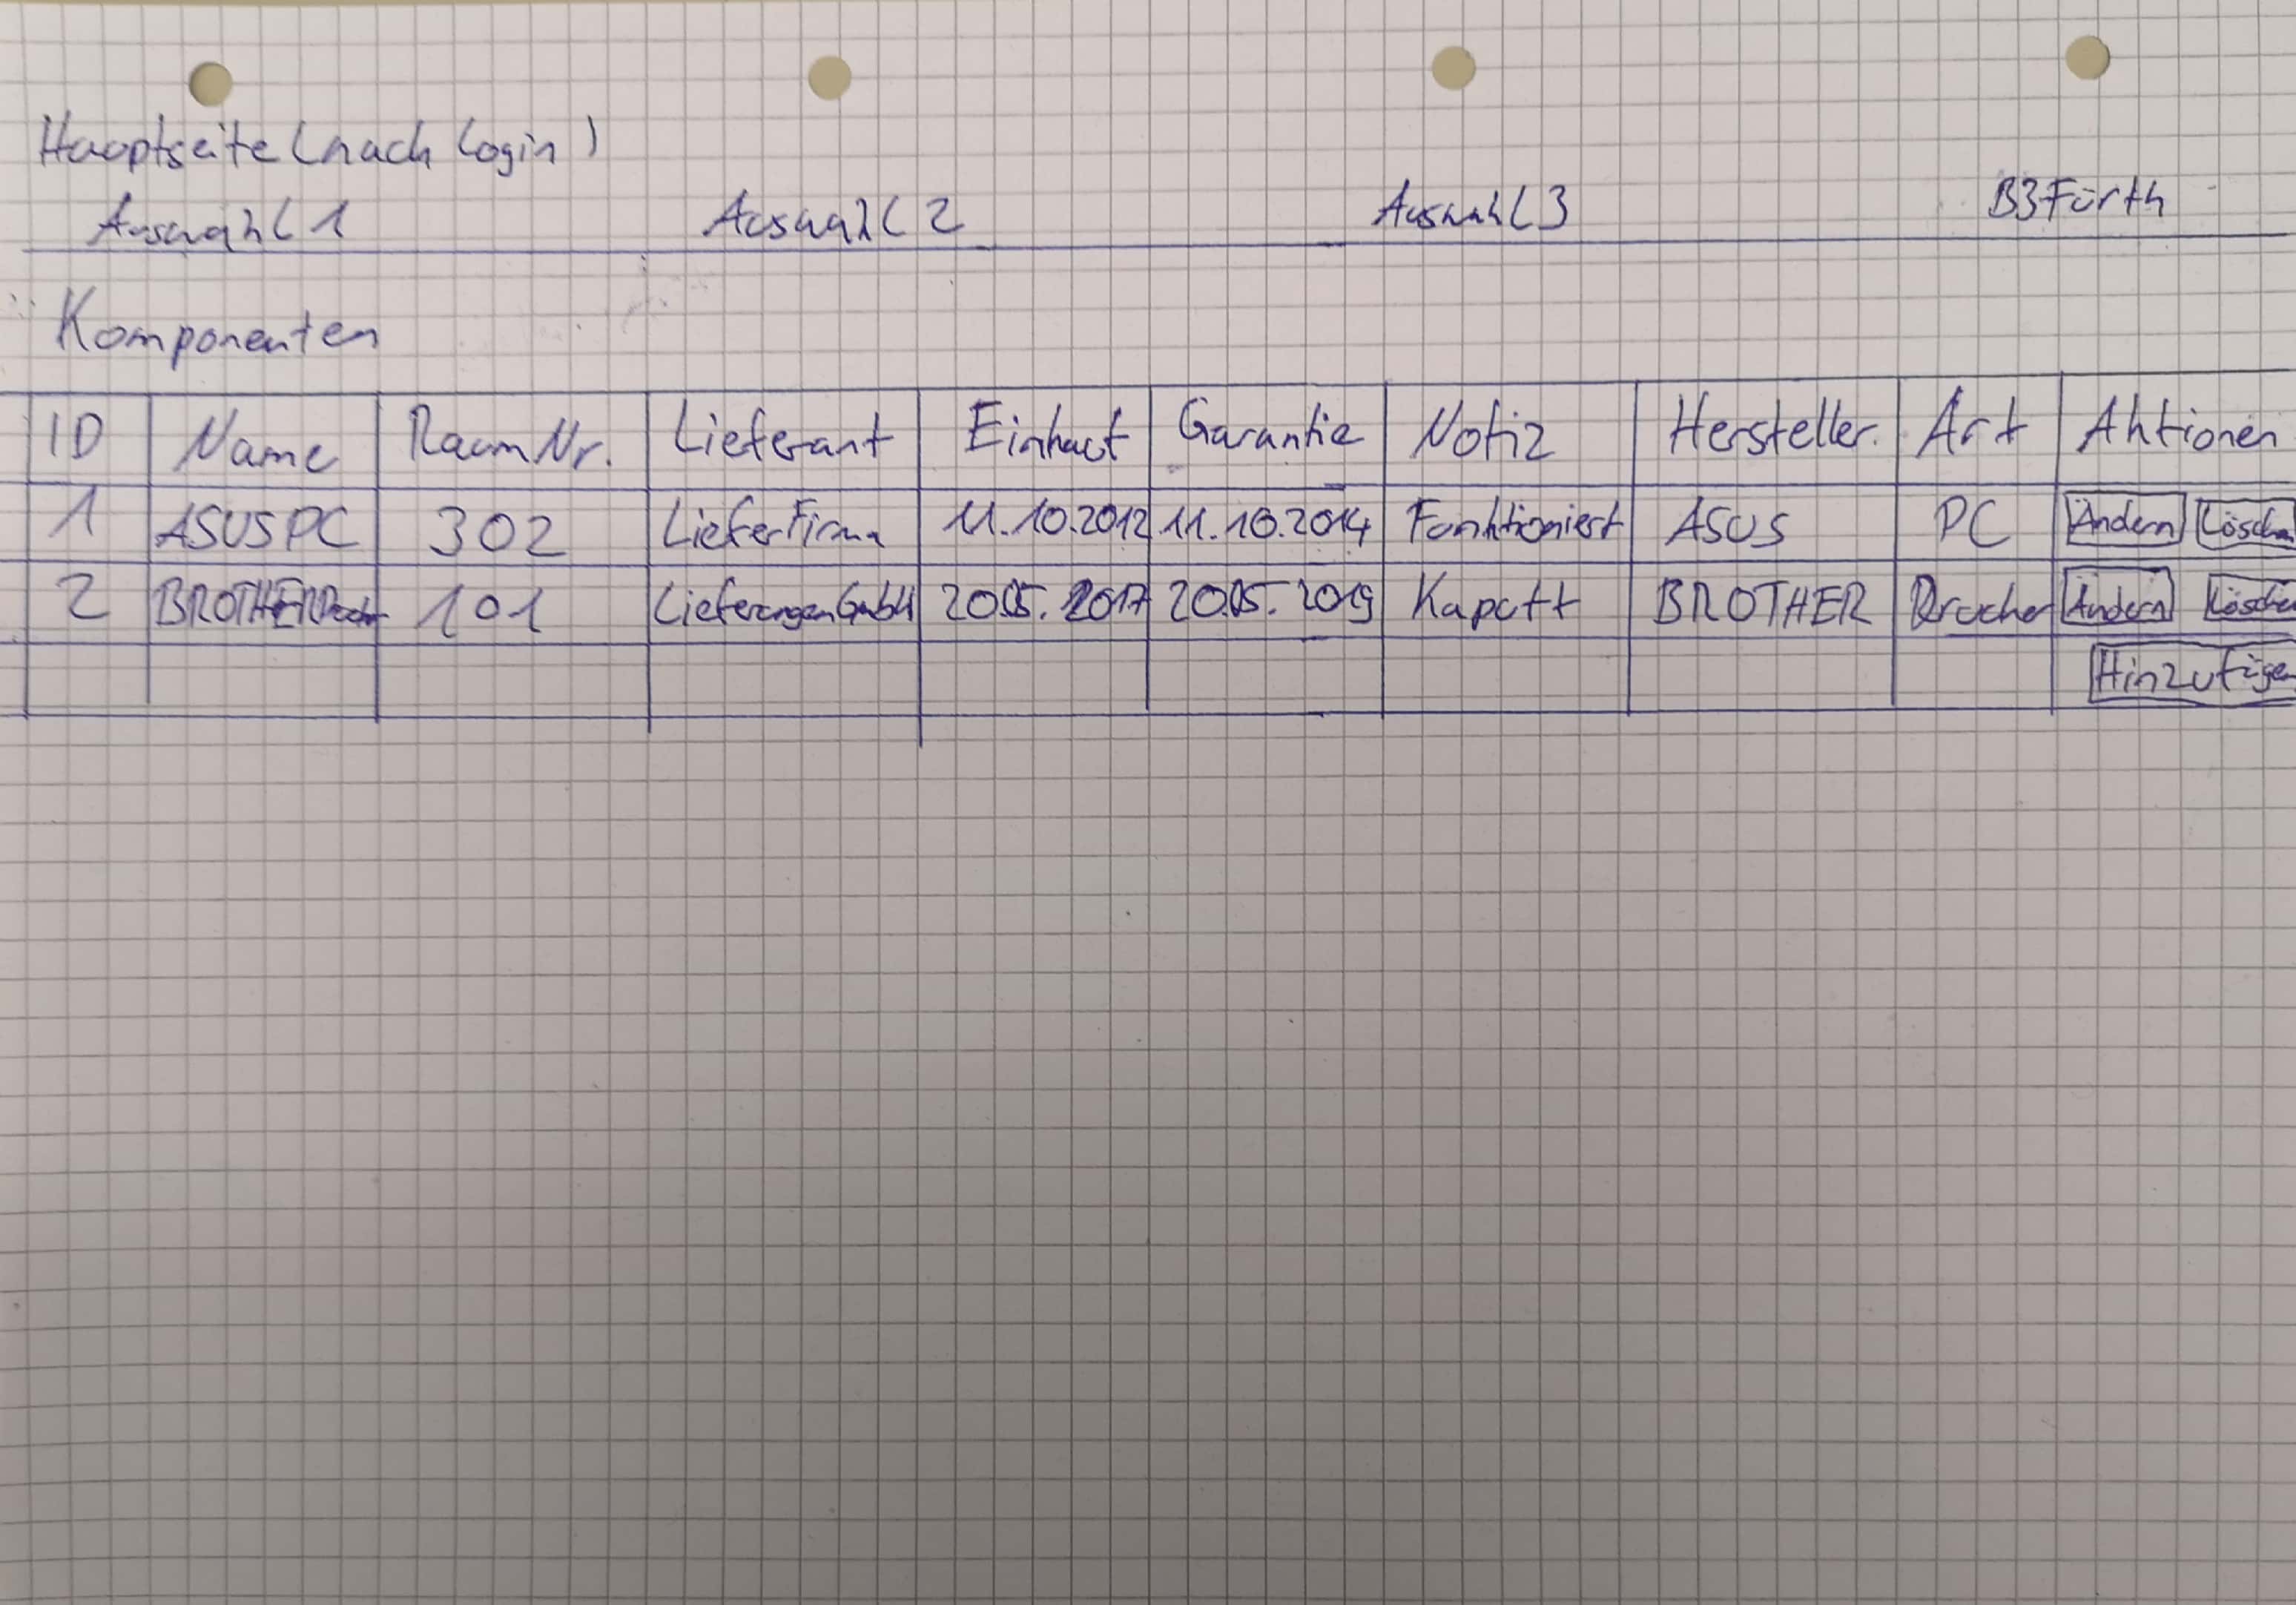 Hauptseite (nach Login)
Auswahl 1 Auswahl 2 Auswahl 3 B3Fürth
Komponenten
ID Name Raum Nr. Lieferant Einkauf Garantie Notiz Hersteller Art Aktionen
1 ASUS PC 302 LieferFirma 11.10.2012 11.10.2014 Funktioniert ASUS PC Ändern Löschen
2 BROTHER 101 LieferungenGmbH 20.05.2017 20.05.2019 Kaputt BROTHER Drucker Ändern Löschen
Hinzufügen